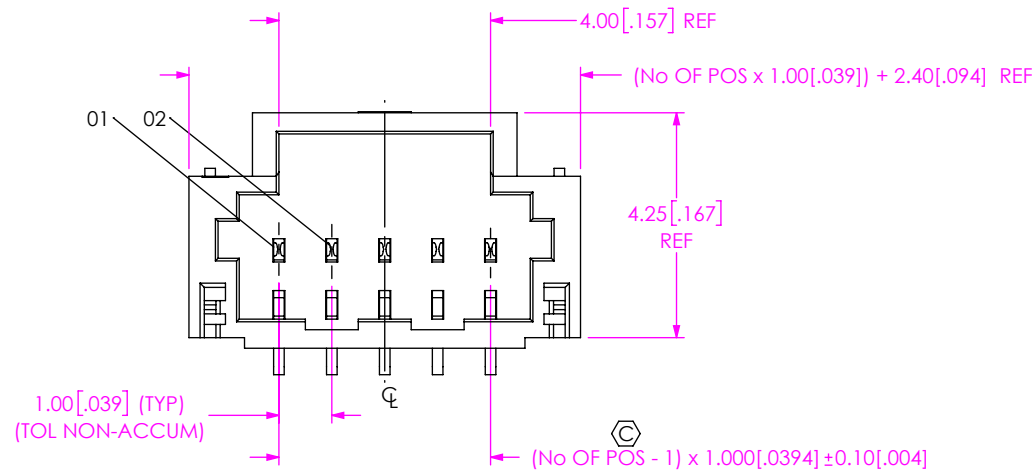 4.00[.157] REF
(No OF POS x 1.00[.039]) + 2.40[.094] REF
01
02
4.25[.167]
REF
℄
1.00[.039] (TYP)
(TOL NON-ACCUM)
C
(No OF POS - 1) x 1.000[.0394] ±0.10[.004]